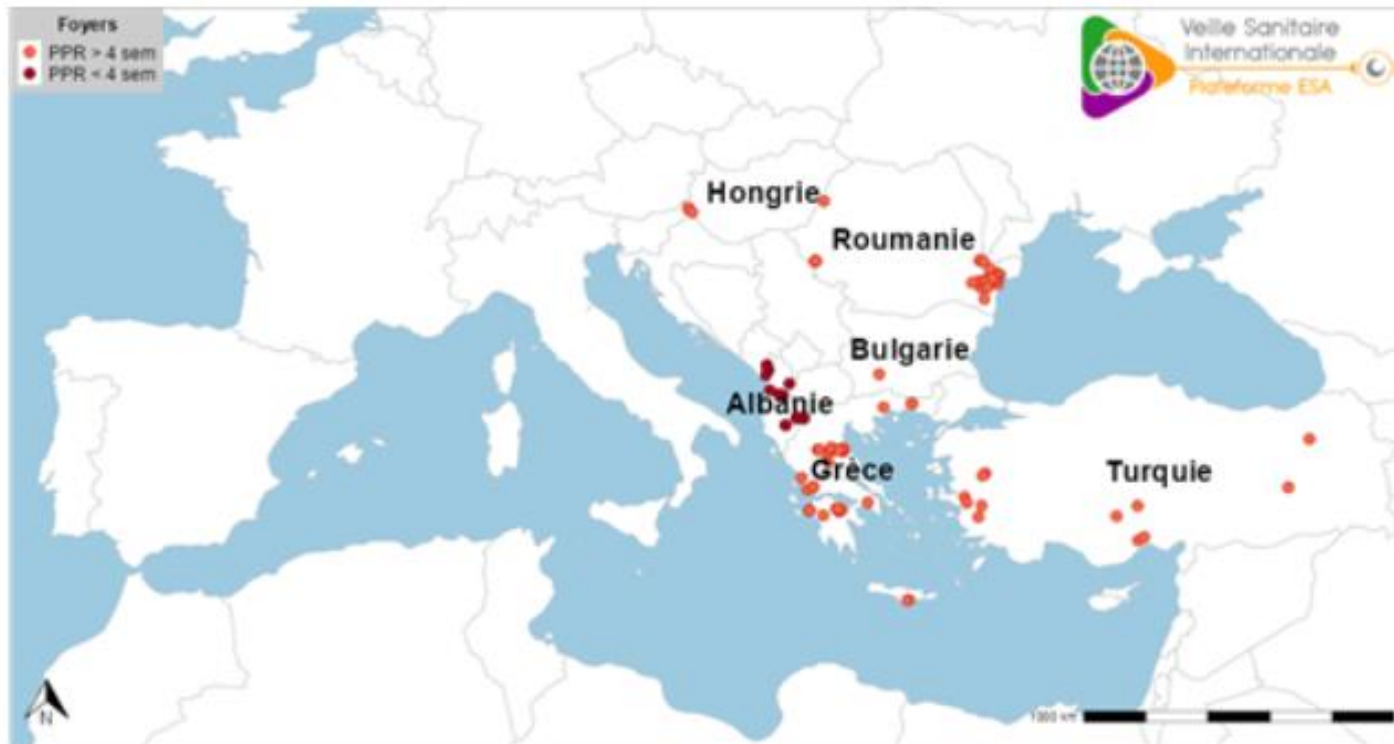 Foyers
PPR > 4 sem
PPR < 4 sem
Veille Sanitaire
Internationale
Plateforme ESA
Hongrie
Roumanie
Bulgarie
Albanie
Grèce
Turquie
N
1000 km